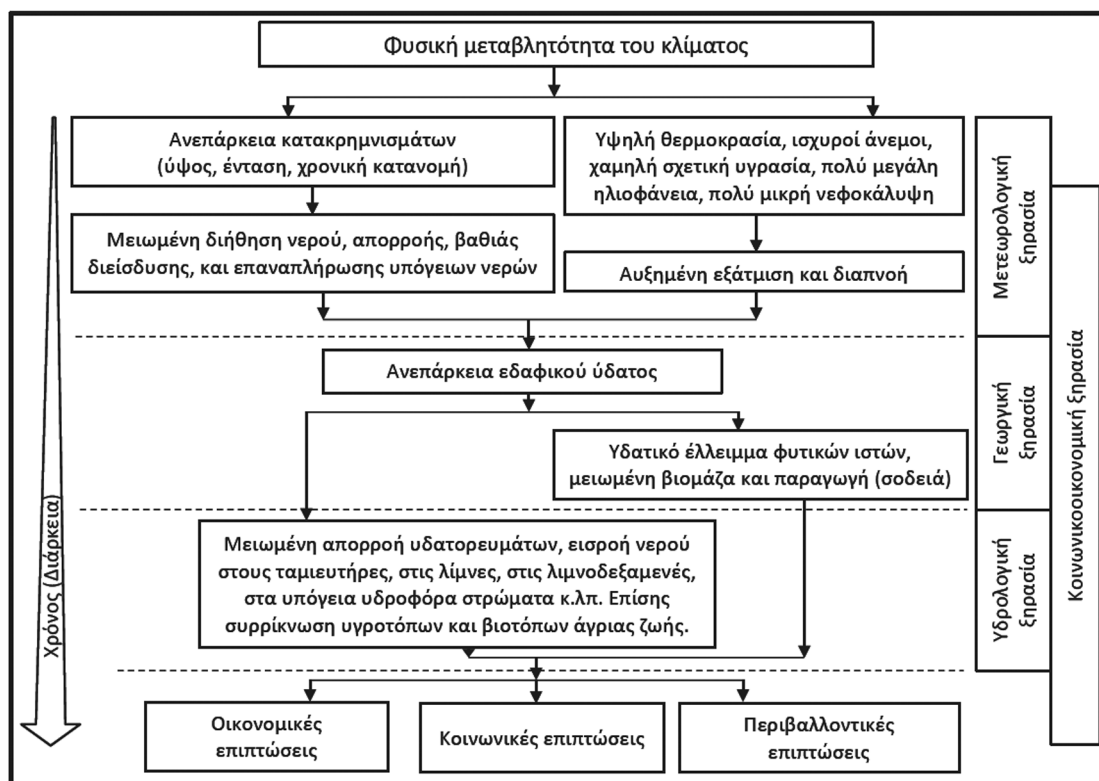 Φυσική μεταβλητότητα του κλίματος
Ανεπάρκεια κατακρημνισμάτων
(ύψος, ένταση, χρονική κατανομή)
Υψηλή θερμοκρασία, ισχυροί άνεμοι,
χαμηλή σχετική υγρασία, πολύ μεγάλη
ηλιοφάνεια, πολύ μικρή νεφοκάλυψη
Μειωμένη διήθηση νερού, απορροής, βαθιάς
διείσδυσης, και επαναπλήρωσης υπόγειων νερών
Αυξημένη εξάτμιση και διαπνοή
Μετεωρολογική
ξηρασία
Ανεπάρκεια εδαφικού ύδατος
Υδατικό έλλειμμα φυτικών ιστών,
μειωμένη βιομάζα και παραγωγή (σοδειά)
Γεωργική
ξηρασία
Μειωμένη απορροή υδατορευμάτων, εισροή νερού
στους ταμιευτήρες, στις λίμνες, στις λιμνοδεξαμενές,
στα υπόγεια υδροφόρα στρώματα κ.λπ. Επίσης
συρρίκνωση υγροτόπων και βιοτόπων άγριας ζωής.
Υδρολογική
ξηρασία
Κοινωνικοοικονομική ξηρασία
Χρόνος (Διάρκεια)
Οικονομικές
επιπτώσεις
Κοινωνικές επιπτώσεις
Περιβαλλοντικές
επιπτώσεις